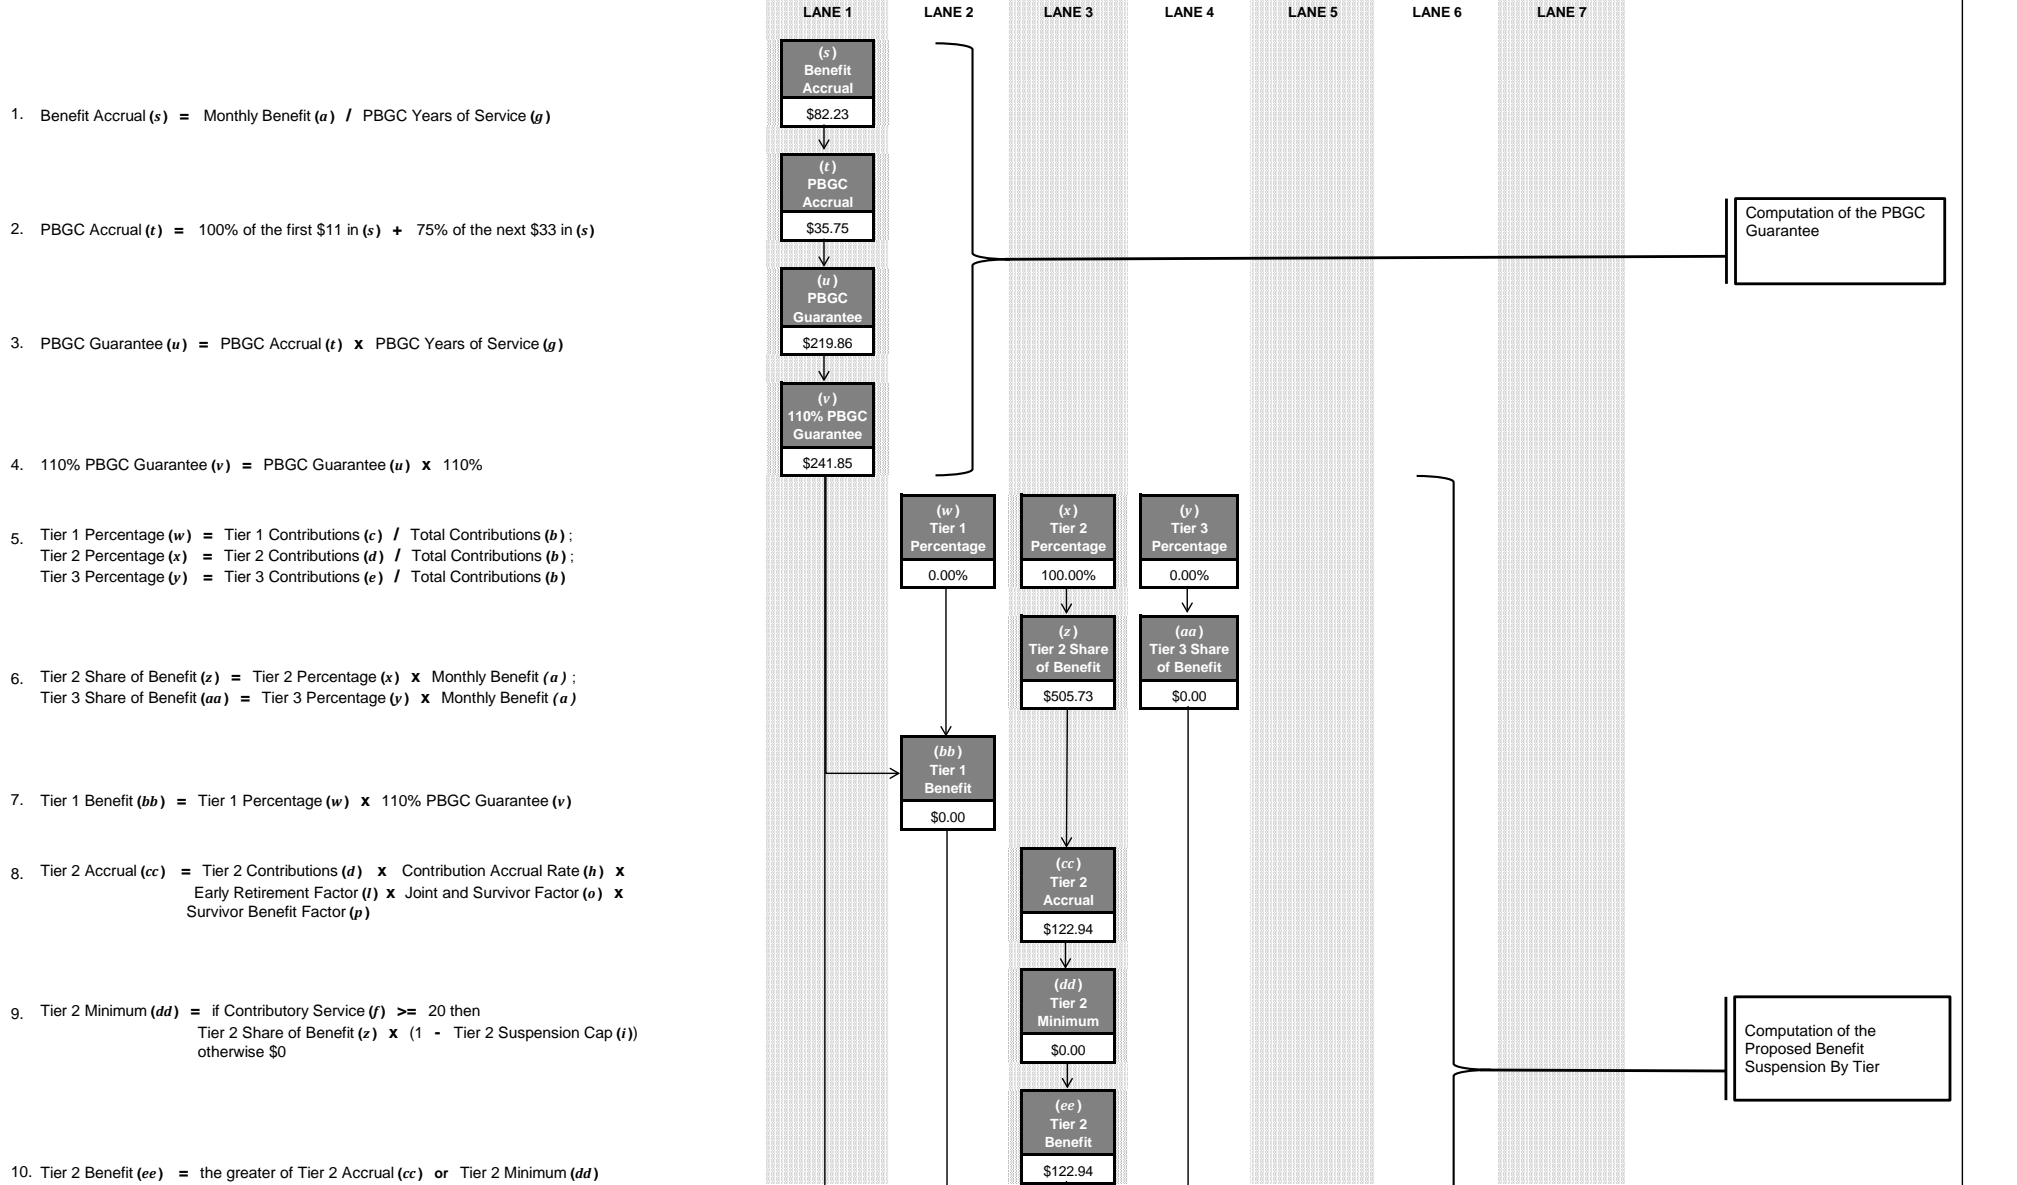 LANE 1 LANE 2 LANE 3 LANE 4 LANE 5 LANE 6 LANE 7
(s)
Benefit
Accrual
$82.23
1. Benefit Accrual (s) = Monthly Benefit (a) / PBGC Years of Service (g)
(t)
PBGC
Accrual
$35.75
2. PBGC Accrual (t) = 100% of the first $11 in (s) + 75% of the next $33 in (s)
Computation of the PBGC
Guarantee
(u)
PBGC
Guarantee
$219.86
3. PBGC Guarantee (u) = PBGC Accrual (t) x PBGC Years of Service (g)
(v)
110% PBGC
Guarantee
$241.85
4. 110% PBGC Guarantee (v) = PBGC Guarantee (u) x 110%
(w)
Tier 1
Percentage
0.00%
(x)
Tier 2
Percentage
100.00%
(y)
Tier 3
Percentage
0.00%
5. Tier 1 Percentage (w) = Tier 1 Contributions (c) / Total Contributions (b) ;
Tier 2 Percentage (x) = Tier 2 Contributions (d) / Total Contributions (b) ;
Tier 3 Percentage (y) = Tier 3 Contributions (e) / Total Contributions (b)
(z)
Tier 2 Share
of Benefit
$505.73
(aa)
Tier 3 Share
of Benefit
$0.00
6. Tier 2 Share of Benefit (z) = Tier 2 Percentage (x) x Monthly Benefit (a) ;
Tier 3 Share of Benefit (aa) = Tier 3 Percentage (y) x Monthly Benefit (a)
(bb)
Tier 1
Benefit
$0.00
7. Tier 1 Benefit (bb) = Tier 1 Percentage (w) x 110% PBGC Guarantee (v)
(cc)
Tier 2
Accrual
$122.94
8. Tier 2 Accrual (cc) = Tier 2 Contributions (d) x Contribution Accrual Rate (h) x
Early Retirement Factor (l) x Joint and Survivor Factor (o) x
Survivor Benefit Factor (p)
(dd)
Tier 2
Minimum
$0.00
9. Tier 2 Minimum (dd) = if Contributory Service (f) >= 20 then
Tier 2 Share of Benefit (z) x (1 - Tier 2 Suspension Cap (i))
otherwise $0
Computation of the
Proposed Benefit
Suspension By Tier
(ee)
Tier 2
Benefit
$122.94
10. Tier 2 Benefit (ee) = the greater of Tier 2 Accrual (cc) or Tier 2 Minimum (dd)